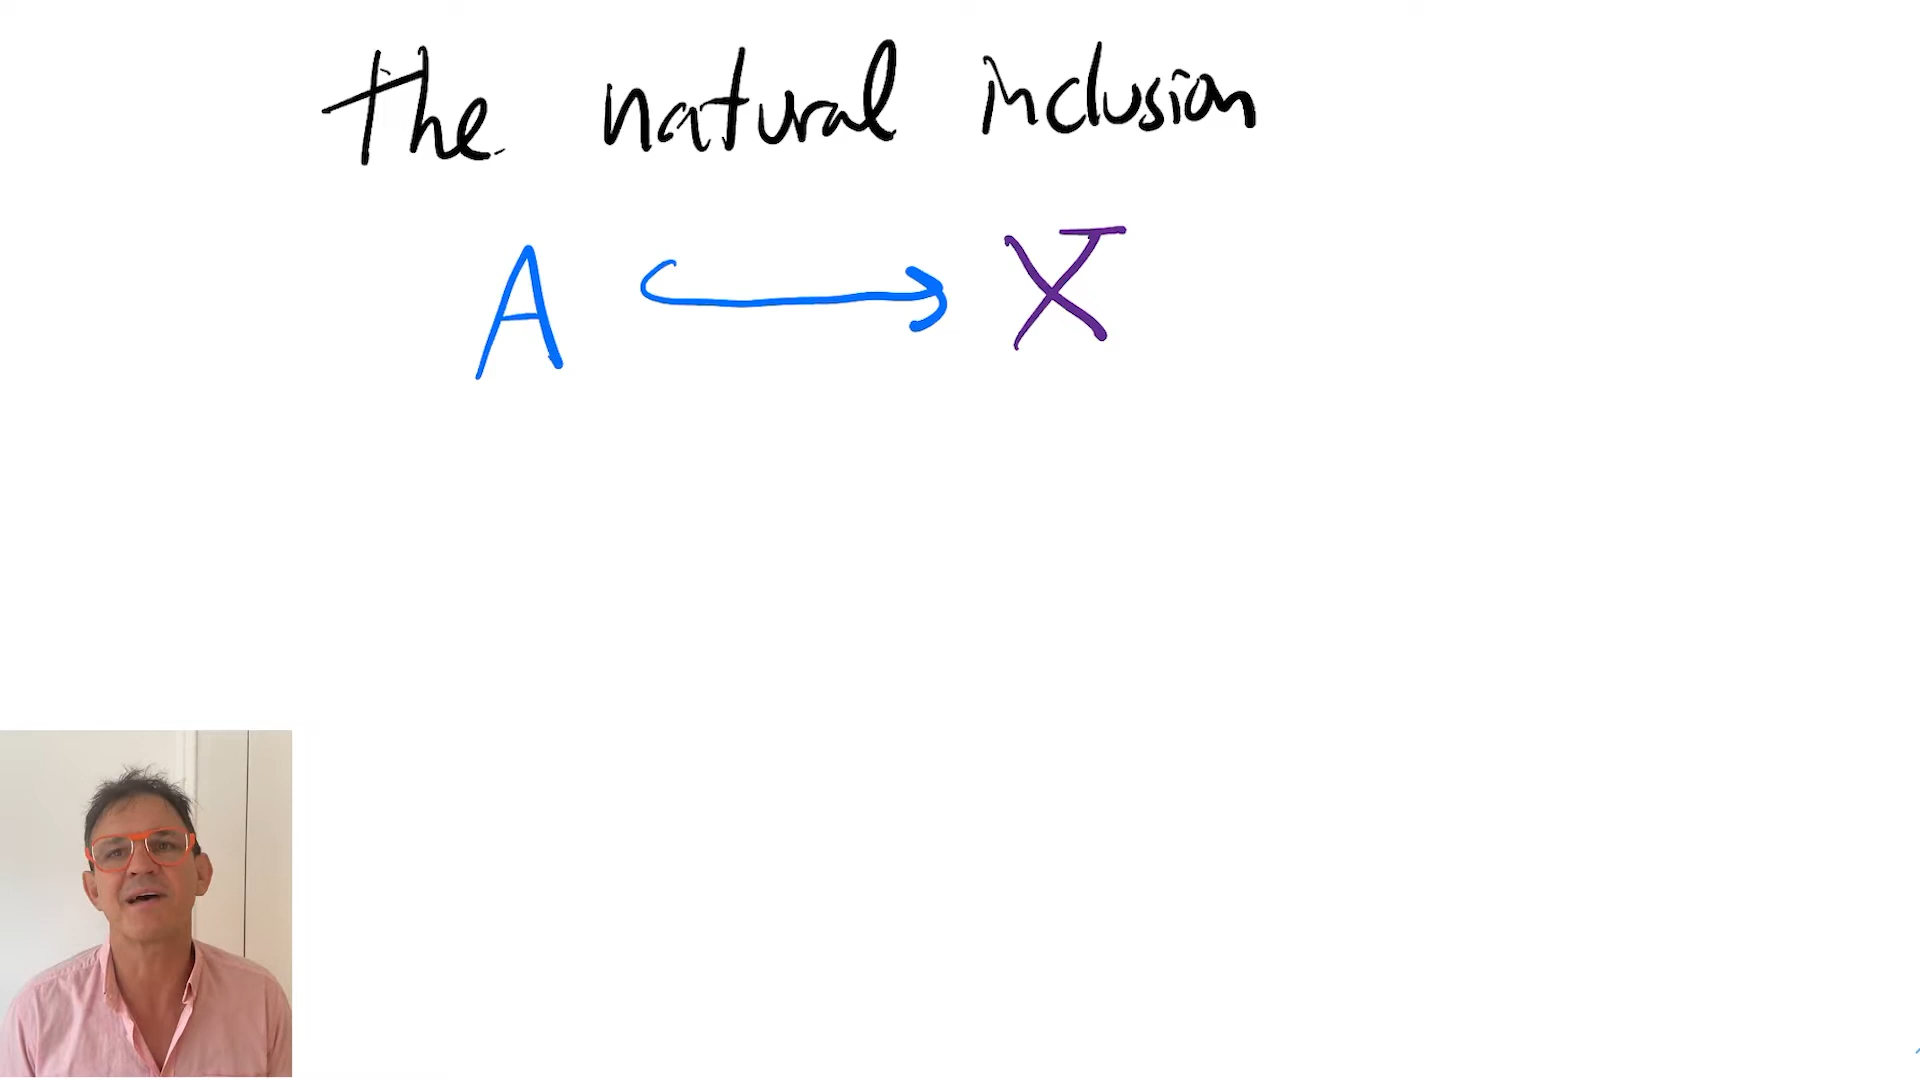 the natural inclusion
A ↪ X